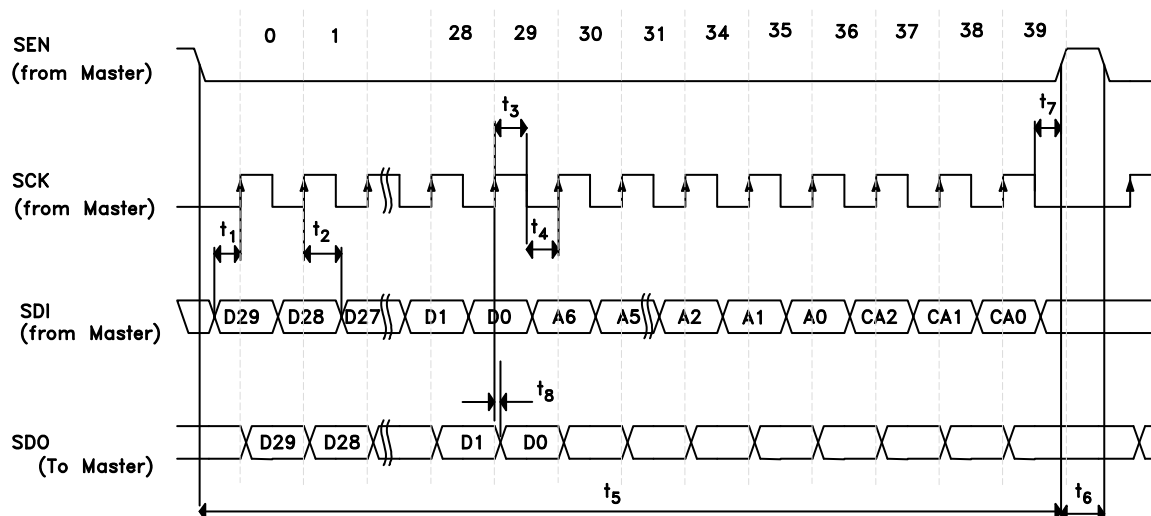 0 1 28 29 30 31 34 35 36 37 38 39
SEN
(from Master)
t3 t7
SCK
(from Master)
t1 t2 t4
SDI
(from Master)
D29 D28 D27 D1 D0 A6 A5 A2 A1 A0 CA2 CA1 CA0
t8
SDO
(To Master)
D29 D28 D1 D0
t5 t6